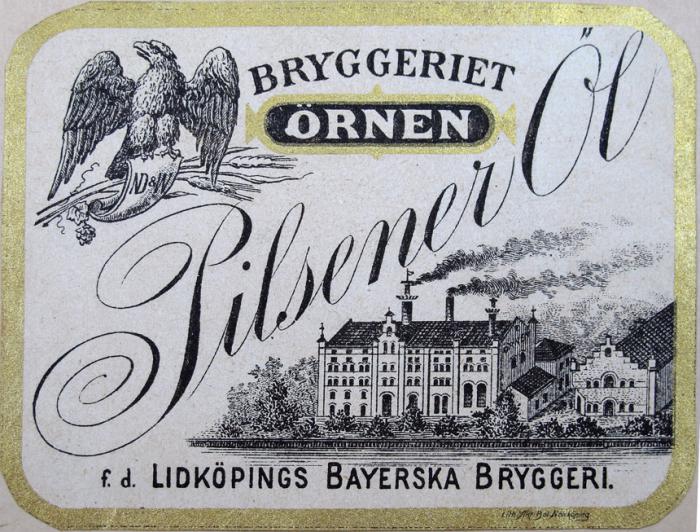 BRYGGERIET
ÖRNEN
Pilsener Öl
f. d. LIDKÖPINGS BAYERSKA BRYGGERI.